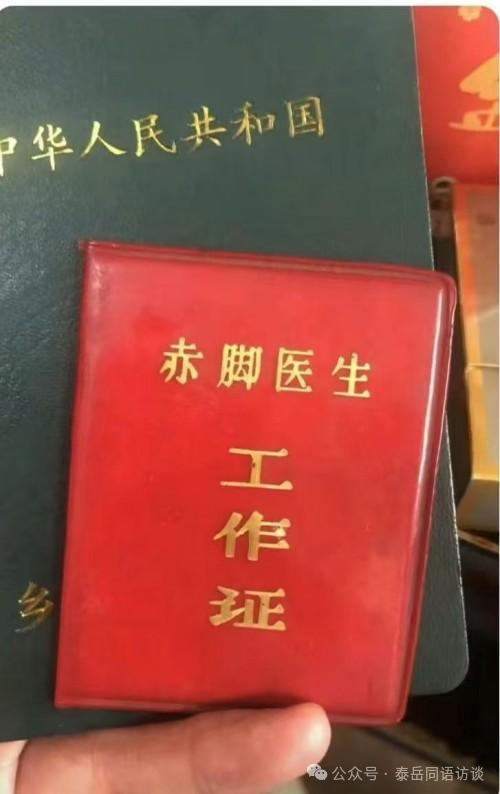 中华人民共和国
赤脚医生
工
作
证
乡
公众号·泰岳同语访谈